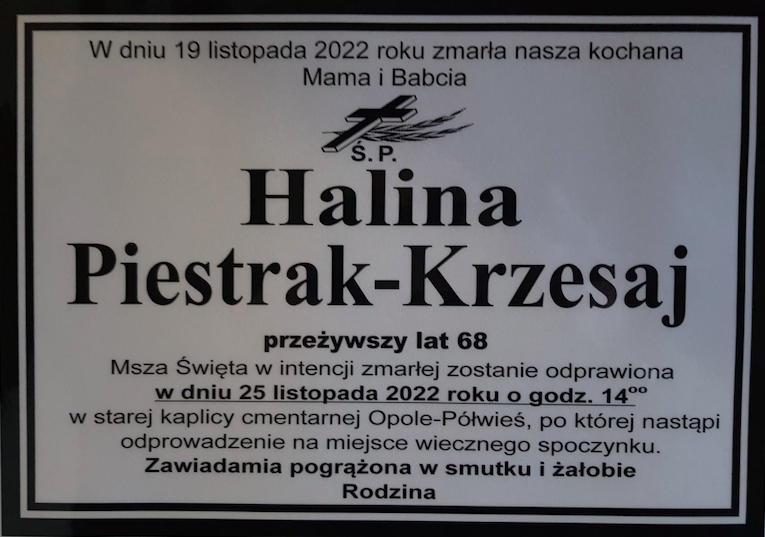 W dniu 19 listopada 2022 roku zmarła nasza kochana
Mama i Babcia
Ś.P.
Halina
Piestrak-Krzesaj
przeżywszy lat 68
Msza Święta w intencji zmarłej zostanie odprawiona
w dniu 25 listopada 2022 roku o godz. 14ºº
w starej kaplicy cmentarnej Opole-Półwieś, po której nastąpi
odprowadzenie na miejsce wiecznego spoczynku.
Zawiadamia pogrążona w smutku i żałobie
Rodzina